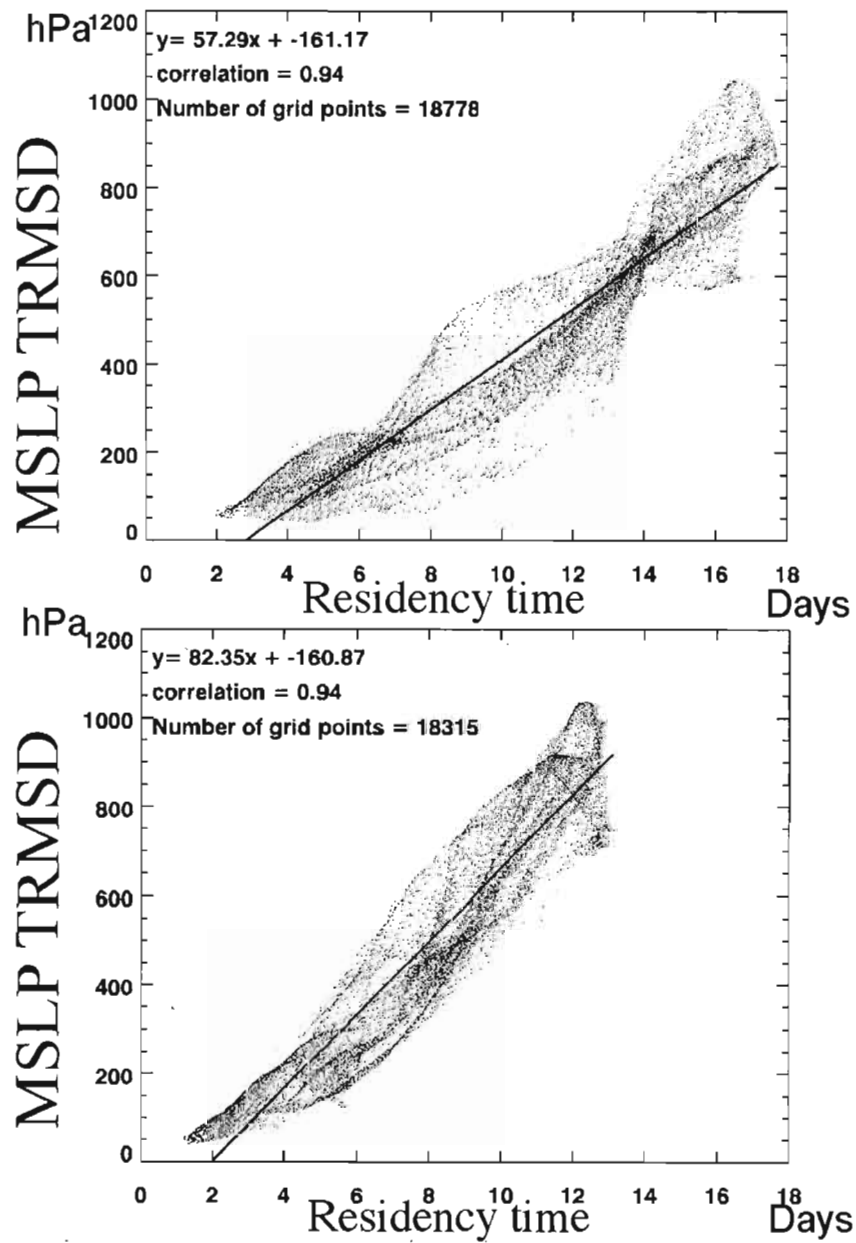 hPa
1200
y= 57.29x + -161.17
correlation = 0.94
1000
Number of grid points = 18778
800
600
400
200
0
MSLP TRMSD
0 2 4 6 8 10 12 14 16 18
Residency time
Days
hPa
1200
y= 82.35x + -160.87
correlation = 0.94
1000
Number of grid points = 18315
800
600
400
200
0
MSLP TRMSD
0 2 4 6 8 10 12 14 16 18
Residency time
Days